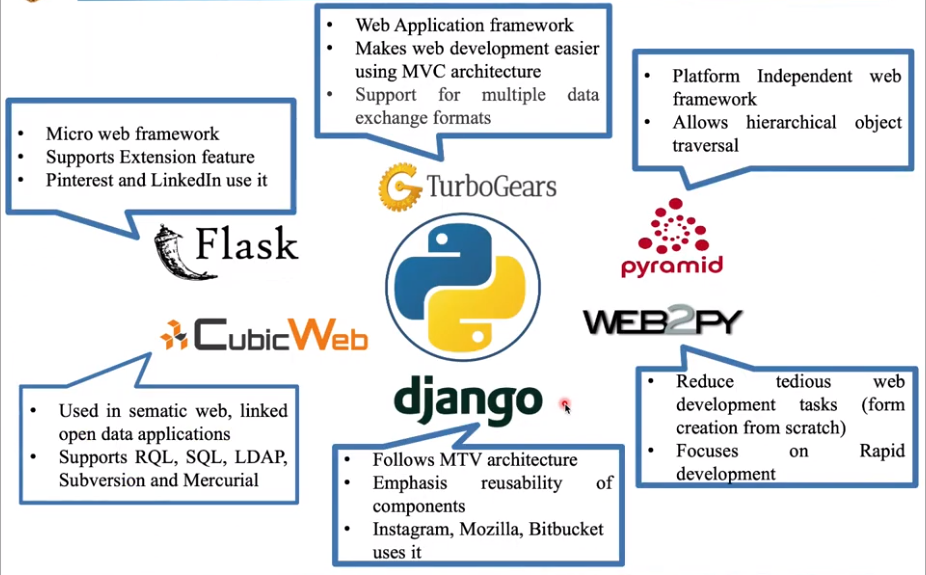 • Web Application framework
• Makes web development easier
using MVC architecture
• Support for multiple data
exchange formats
• Platform Independent web
framework
• Allows hierarchical object
traversal
• Micro web framework
• Supports Extension feature
• Pinterest and LinkedIn use it
TurboGears
Flask
pyramid
CubicWeb
WEB2PY
django
• Used in sematic web, linked
open data applications
• Supports RQL, SQL, LDAP,
Subversion and Mercurial
• Follows MTV architecture
• Emphasis reusability of
components
• Instagram, Mozilla, Bitbucket
uses it
• Reduce tedious web
development tasks (form
creation from scratch)
• Focuses on Rapid
development